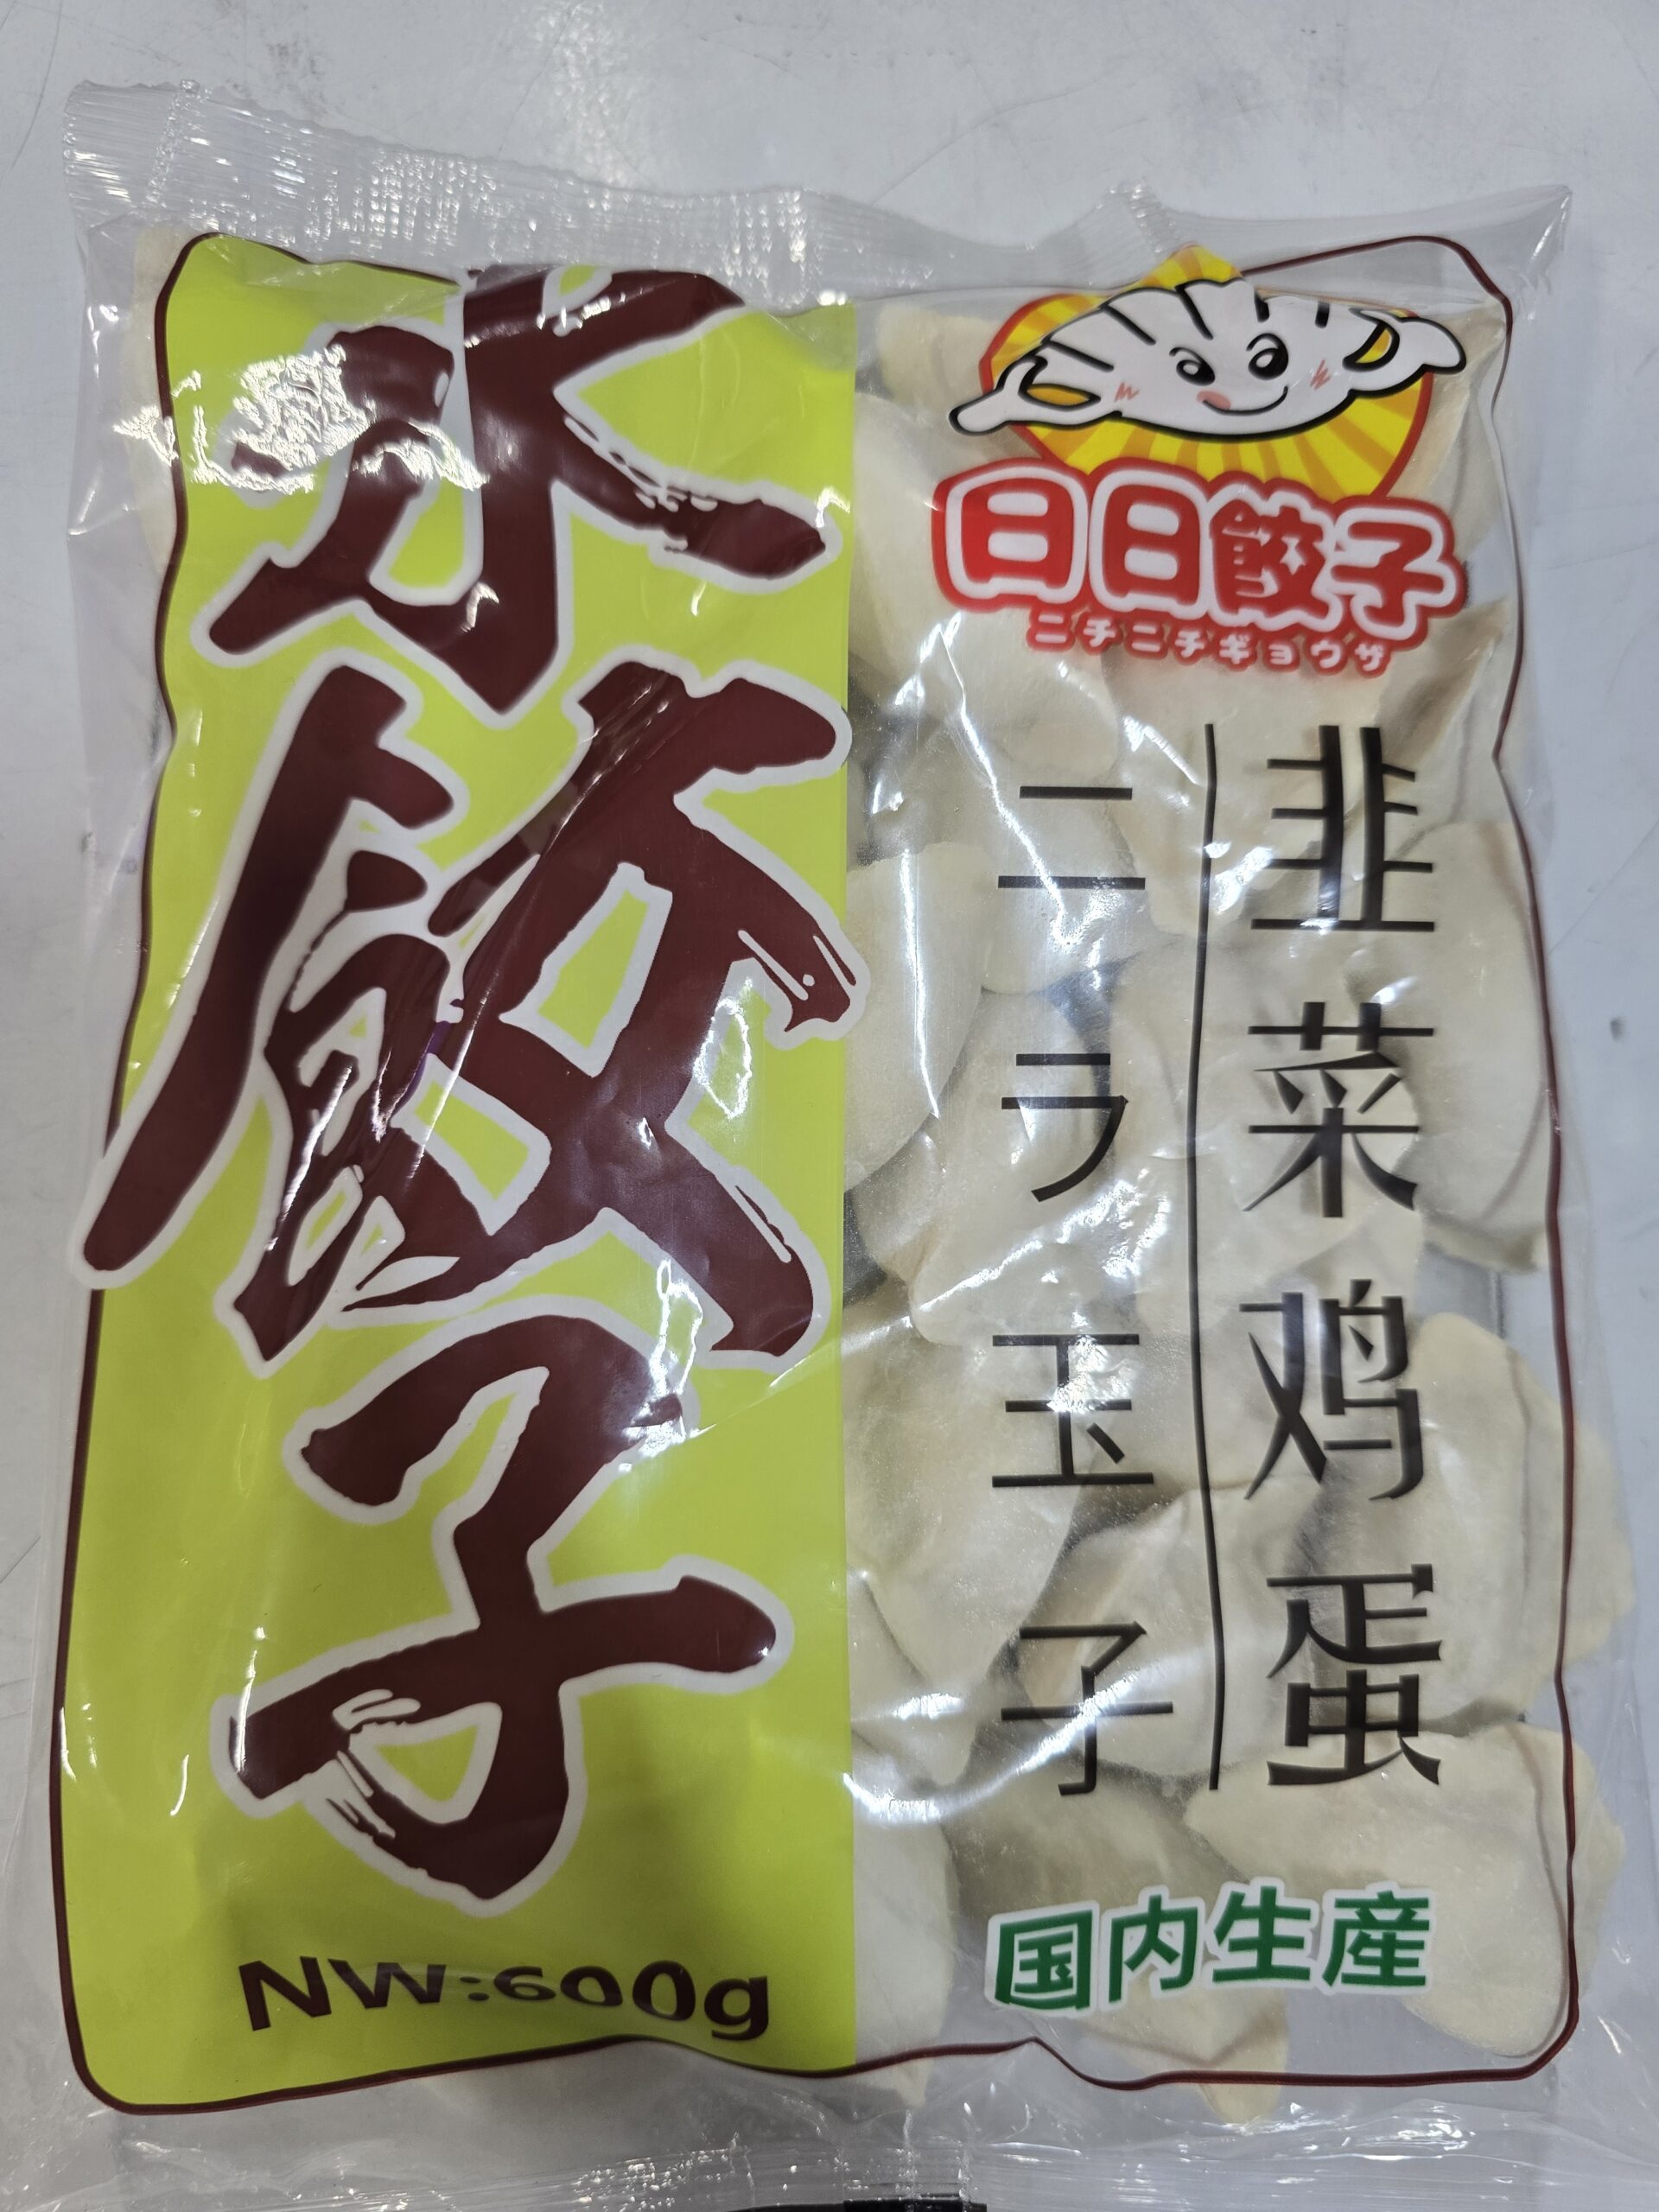 水餃子
NW:600g
日日餃子
ニチニチギョウザ
韭菜鸡蛋
ニラ玉子
国内生産